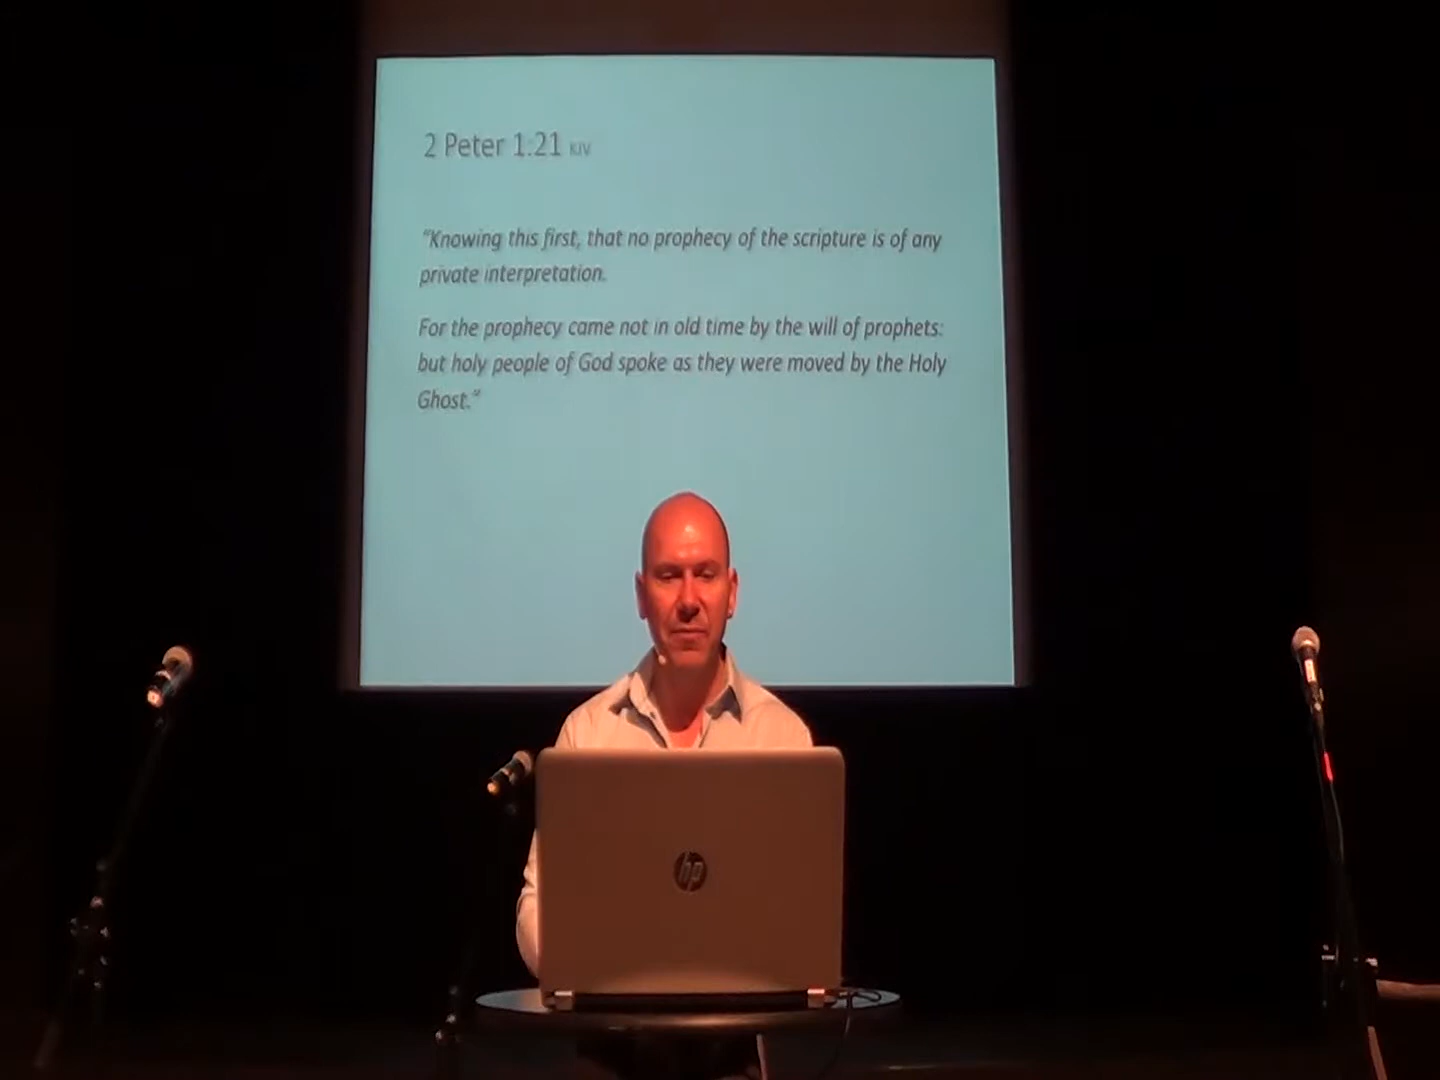 2 Peter 1:21 KJV
“Knowing this first, that no prophecy of the scripture is of any
private interpretation.
For the prophecy came not in old time by the will of prophets:
but holy people of God spoke as they were moved by the Holy
Ghost.”
hp